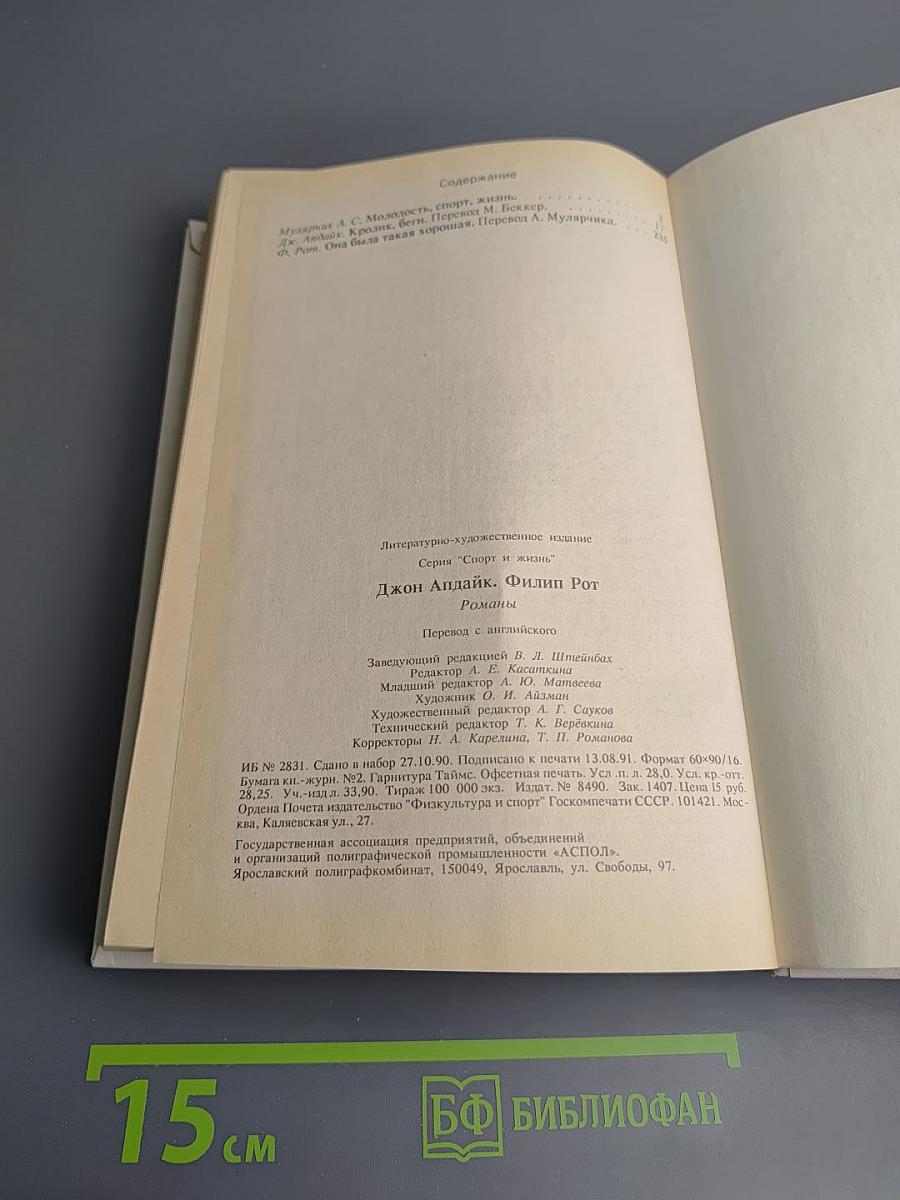 Содержание
Мулярчик А. С. Молодость, спорт, жизнь. . . . . . . . . . 3
Дж. Апдайк. Кролик, беги. Перевод М. Беккер. . . . . . . . 17
Ф. Рот. Она была такая хорошая. Перевод А. Мулярчика. . . . 235
Литературно-художественное издание
Серия "Спорт и жизнь"
Джон Апдайк. Филип Рот
Романы
Перевод с английского
Заведующий редакцией В. Л. Штейнбах
Редактор А. Е. Касаткина
Младший редактор А. Ю. Матвеева
Художник О. И. Айзман
Художественный редактор А. Г. Сауков
Технический редактор Т. К. Верёвкина
Корректоры Н. А. Карелина, Т. П. Романова
ИБ № 2831. Сдано в набор 27.10.90. Подписано к печати 13.08.91. Формат 60×90/16.
Бумага кн.-журн. №2. Гарнитура Таймс. Офсетная печать. Усл .п. л. 28,0. Усл. кр.-отт.
28,25. Уч.-изд л. 33,90. Тираж 100 000 экз. Издат. № 8490. Зак. 1407. Цена 15 руб.
Ордена Почета издательство "Физкультура и спорт" Госкомпечати СССР. 101421. Мос-
ква, Каляевская ул., 27.
Государственная ассоциация предприятий, объединений
и организаций полиграфической промышленности «АСПОЛ».
Ярославский полиграфкомбинат, 150049, Ярославль, ул. Свободы, 97.
15 см
БФ БИБЛИОФАН